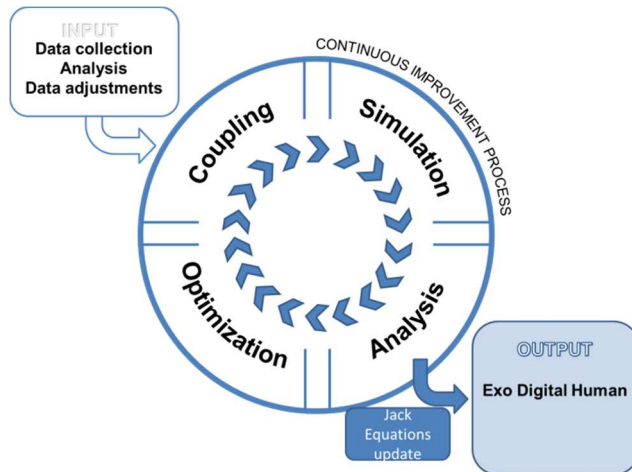 INPUT
Data collection
Analysis
Data adjustments
CONTINUOUS IMPROVEMENT PROCESS
Coupling
Simulation
Optimization
Analysis
OUTPUT
Exo Digital Human
Jack
Equations
update